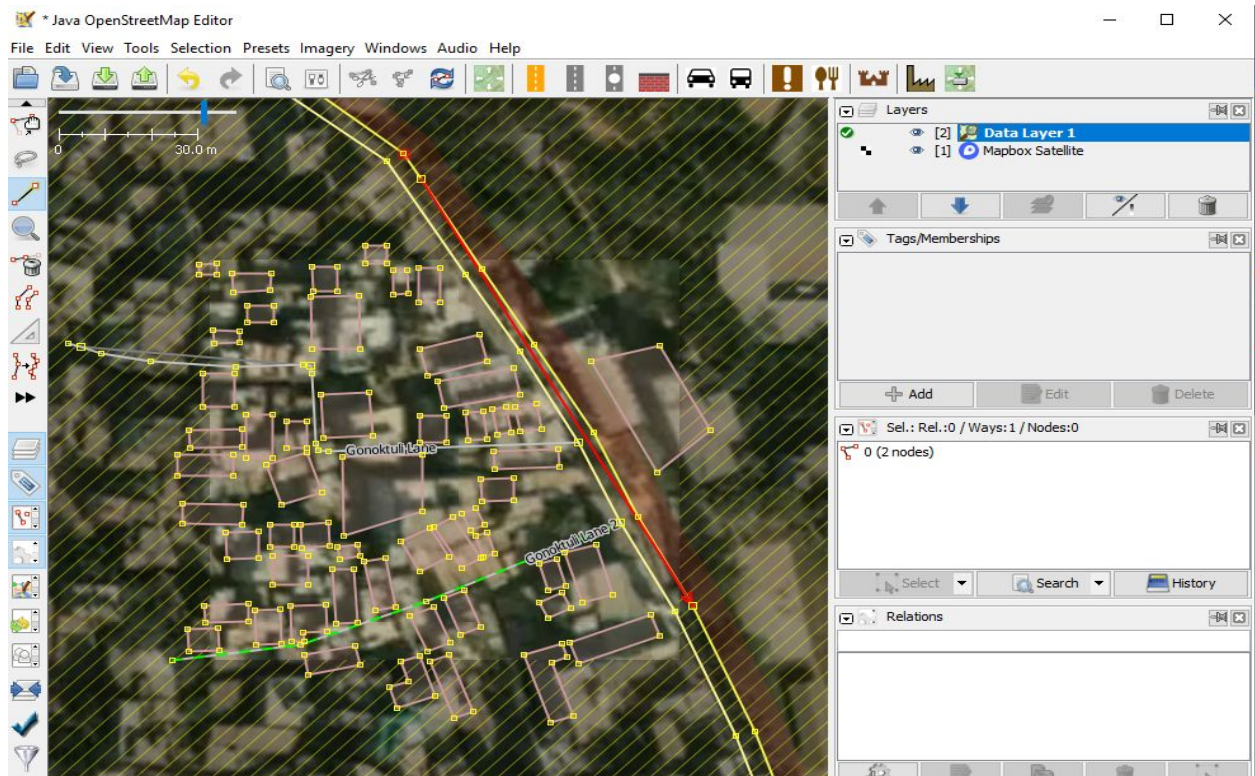 * Java OpenStreetMap Editor
File Edit View Tools Selection Presets Imagery Windows Audio Help
0 30.0 m
Gonoktuli Lane
Gonoktuli Lane 2
Layers
[2] Data Layer 1
[1] Mapbox Satellite
Tags/Memberships
Add Edit Delete
Sel.: Rel.:0 / Ways:1 / Nodes:0
0 (2 nodes)
Select Search History
Relations